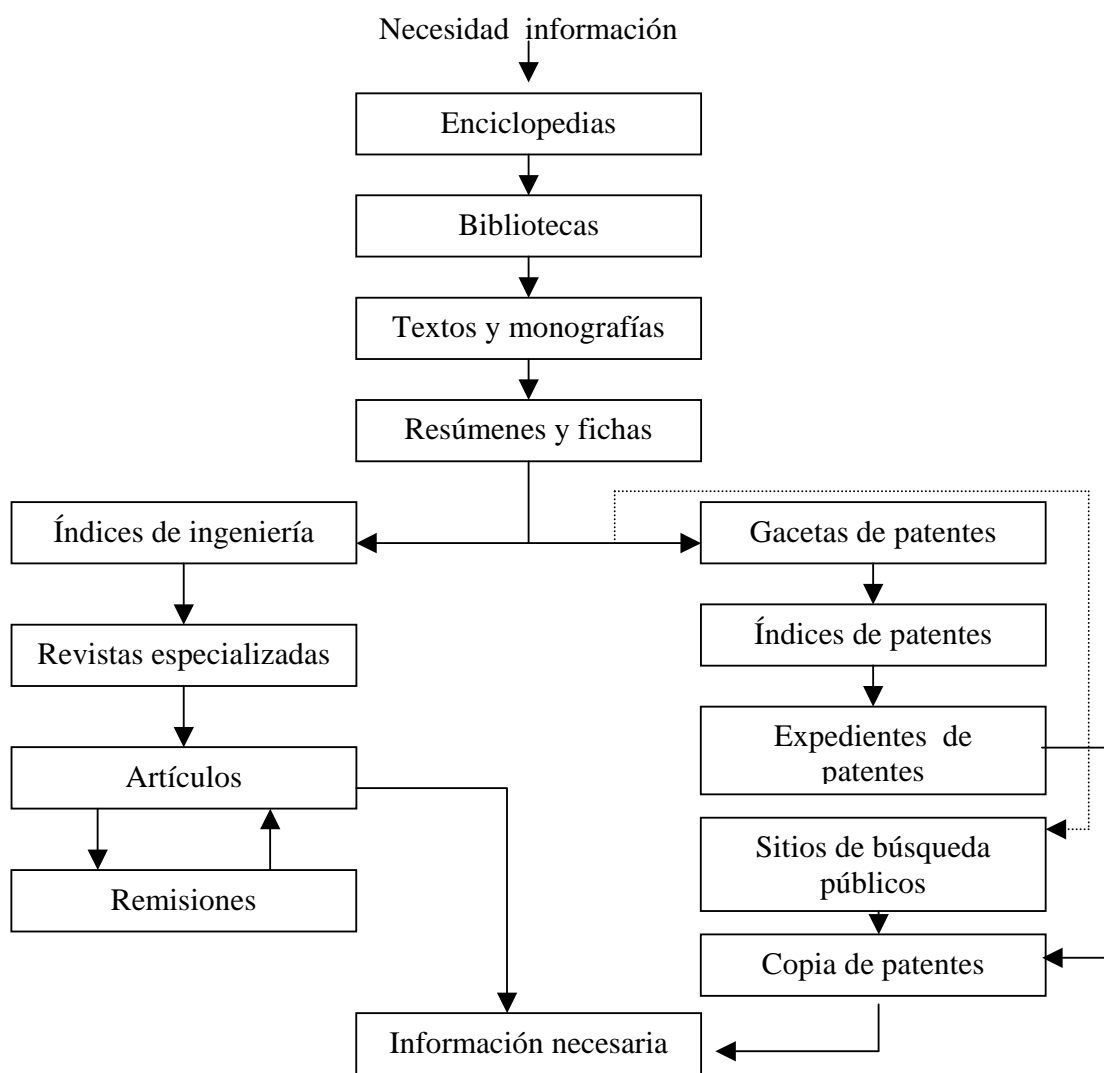 Necesidad  información
Enciclopedias
Bibliotecas
Textos y monografías
Resúmenes y fichas
Índices de ingeniería
Revistas especializadas
Artículos
Remisiones
Gacetas de patentes
Índices de patentes
Expedientes  de
patentes
Sitios de búsqueda
públicos
Copia de patentes
Información necesaria